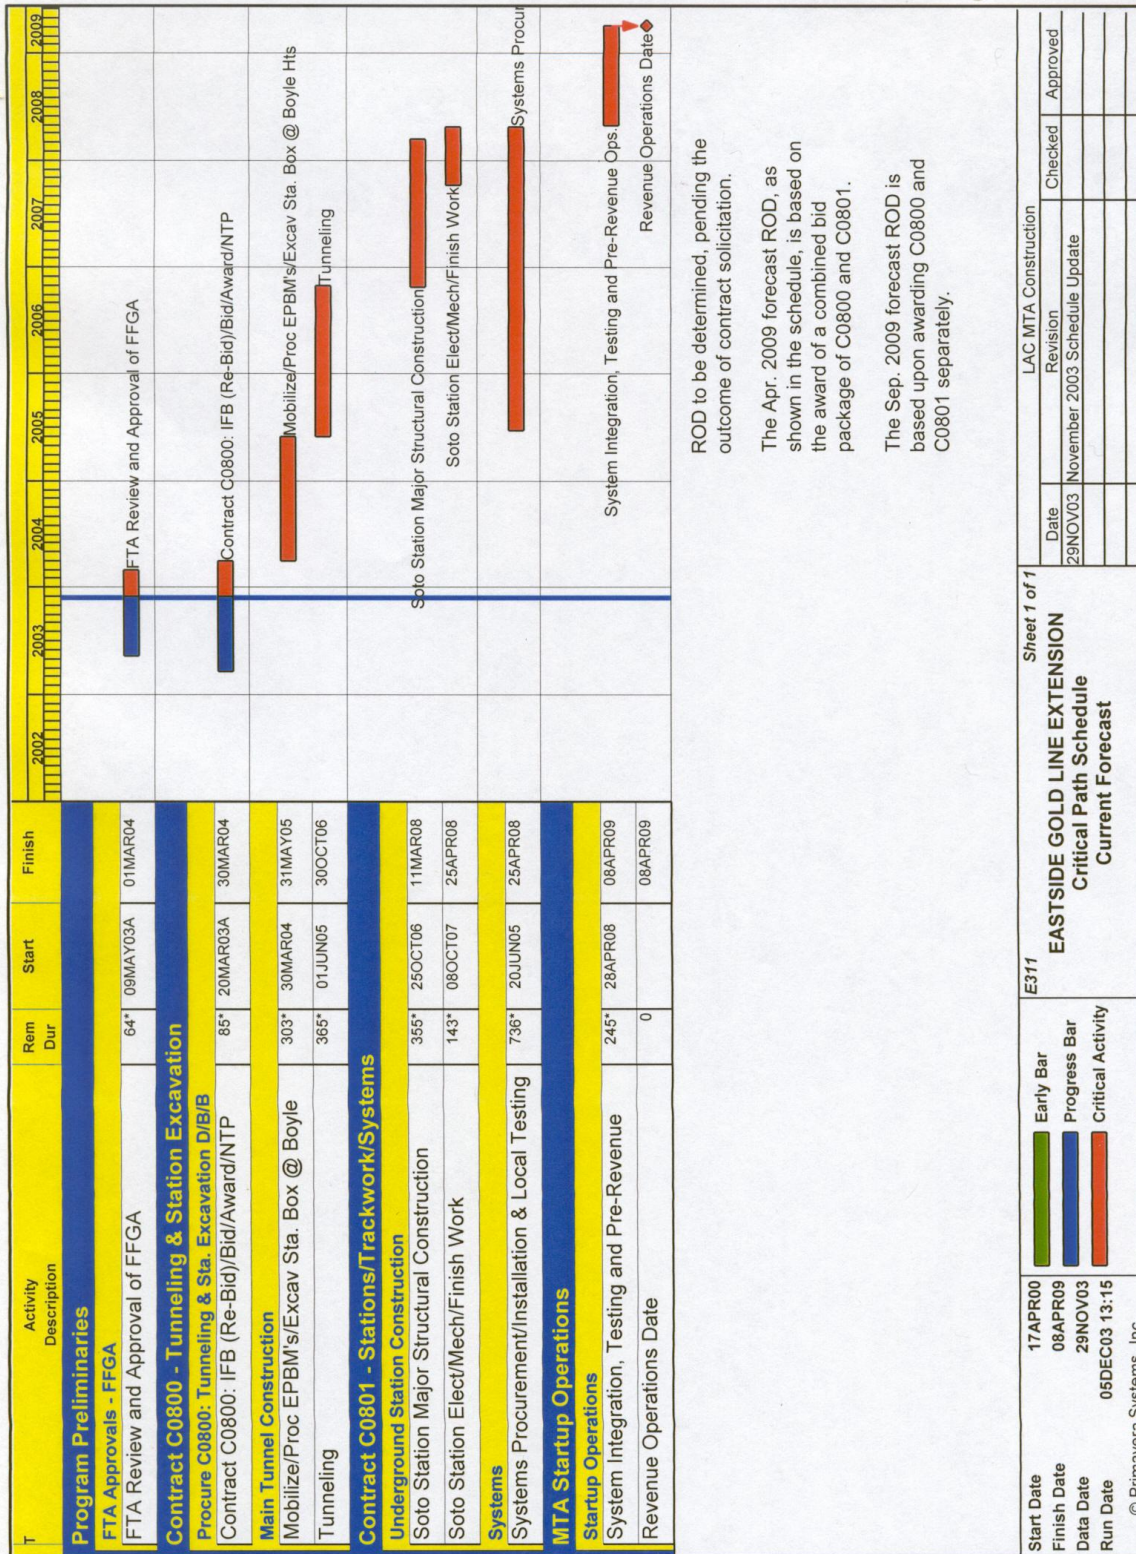 T
Activity
Description
Rem
Dur
Start
Finish
2002 2003 2004 2005 2006 2007 2008 2009
Program Preliminaries
FTA Approvals - FFGA
FTA Review and Approval of FFGA 64* 09MAY03A 01MAR04 FTA Review and Approval of FFGA
Contract C0800 - Tunneling & Station Excavation
Procure C0800: Tunneling & Sta. Excavation D/B/B
Contract C0800: IFB (Re-Bid)/Bid/Award/NTP 85* 20MAR03A 30MAR04 Contract C0800: IFB (Re-Bid)/Bid/Award/NTP
Main Tunnel Construction
Mobilize/Proc EPBM's/Excav Sta. Box @ Boyle 303* 30MAR04 31MAY05 Mobilize/Proc EPBM's/Excav Sta. Box @ Boyle Hts
Tunneling 365* 01JUN05 30OCT06 Tunneling
Contract C0801 - Stations/Trackwork/Systems
Underground Station Construction
Soto Station Major Structural Construction 355* 25OCT06 11MAR08 Soto Station Major Structural Construction
Soto Station Elect/Mech/Finish Work 143* 08OCT07 25APR08 Soto Station Elect/Mech/Finish Work
Systems
Systems Procurement/Installation & Local Testing 736* 20JUN05 25APR08 Systems Procur
MTA Startup Operations
Startup Operations
System Integration, Testing and Pre-Revenue 245* 28APR08 08APR09 System Integration, Testing and Pre-Revenue Ops.
Revenue Operations Date 0 08APR09 Revenue Operations Date
ROD to be determined, pending the
outcome of contract solicitation.
The Apr. 2009 forecast ROD, as
shown in the schedule, is based on
the award of a combined bid
package of C0800 and C0801.
The Sep. 2009 forecast ROD is
based upon awarding C0800 and
C0801 separately.
Start Date 17APR00
Finish Date 08APR09
Data Date 29NOV03
Run Date 05DEC03 13:15
© Primavera Systems, Inc.
Early Bar
Progress Bar
Critical Activity
E311
Sheet 1 of 1
EASTSIDE GOLD LINE EXTENSION
Critical Path Schedule
Current Forecast
LAC MTA Construction
Date Revision Checked Approved
29NOV03 November 2003 Schedule Update